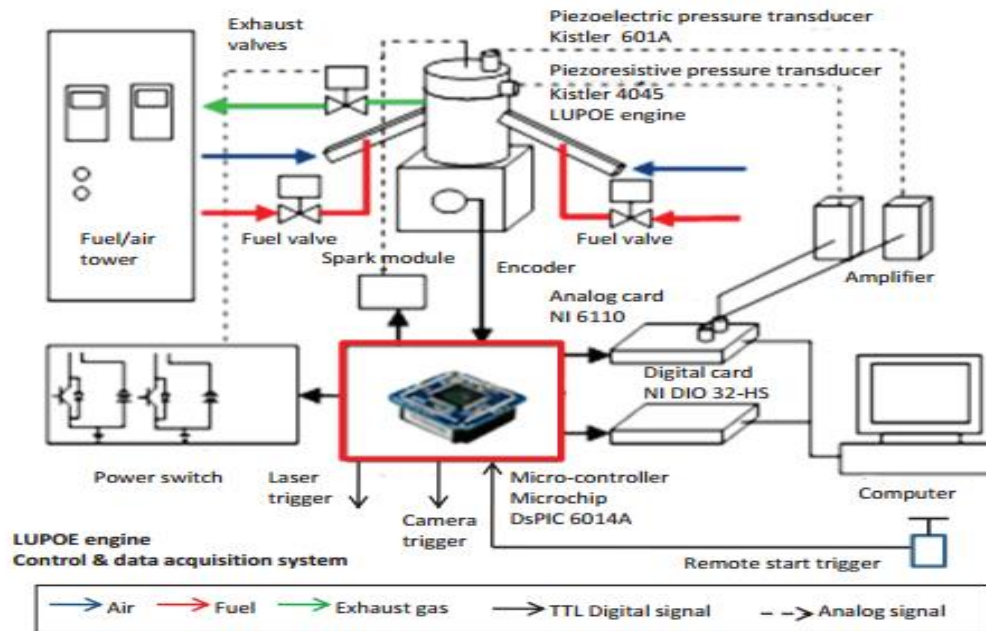 Exhaust
valves
Piezoelectric pressure transducer
Kistler 601A
Piezoresistive pressure transducer
Kistler 4045
LUPOE engine
Fuel/air
tower
Fuel valve
Fuel valve
Spark module
Encoder
Amplifier
Analog card
NI 6110
Digital card
NI DIO 32-HS
Power switch
Laser
trigger
Camera
trigger
Micro-controller
Microchip
DsPIC 6014A
Computer
Remote start trigger
LUPOE engine
Control & data acquisition system
Air
Fuel
Exhaust gas
TTL Digital signal
Analog signal